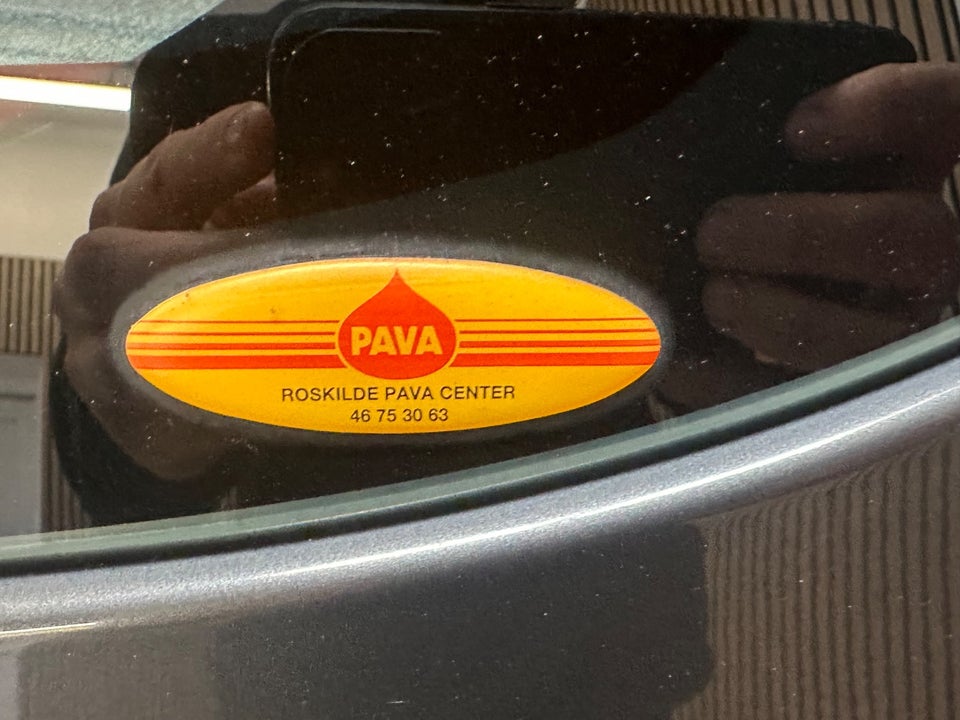 PAVA
ROSKILDE PAVA CENTER
46 75 30 63